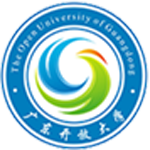 The Open University of Guangdong
广东开放大学